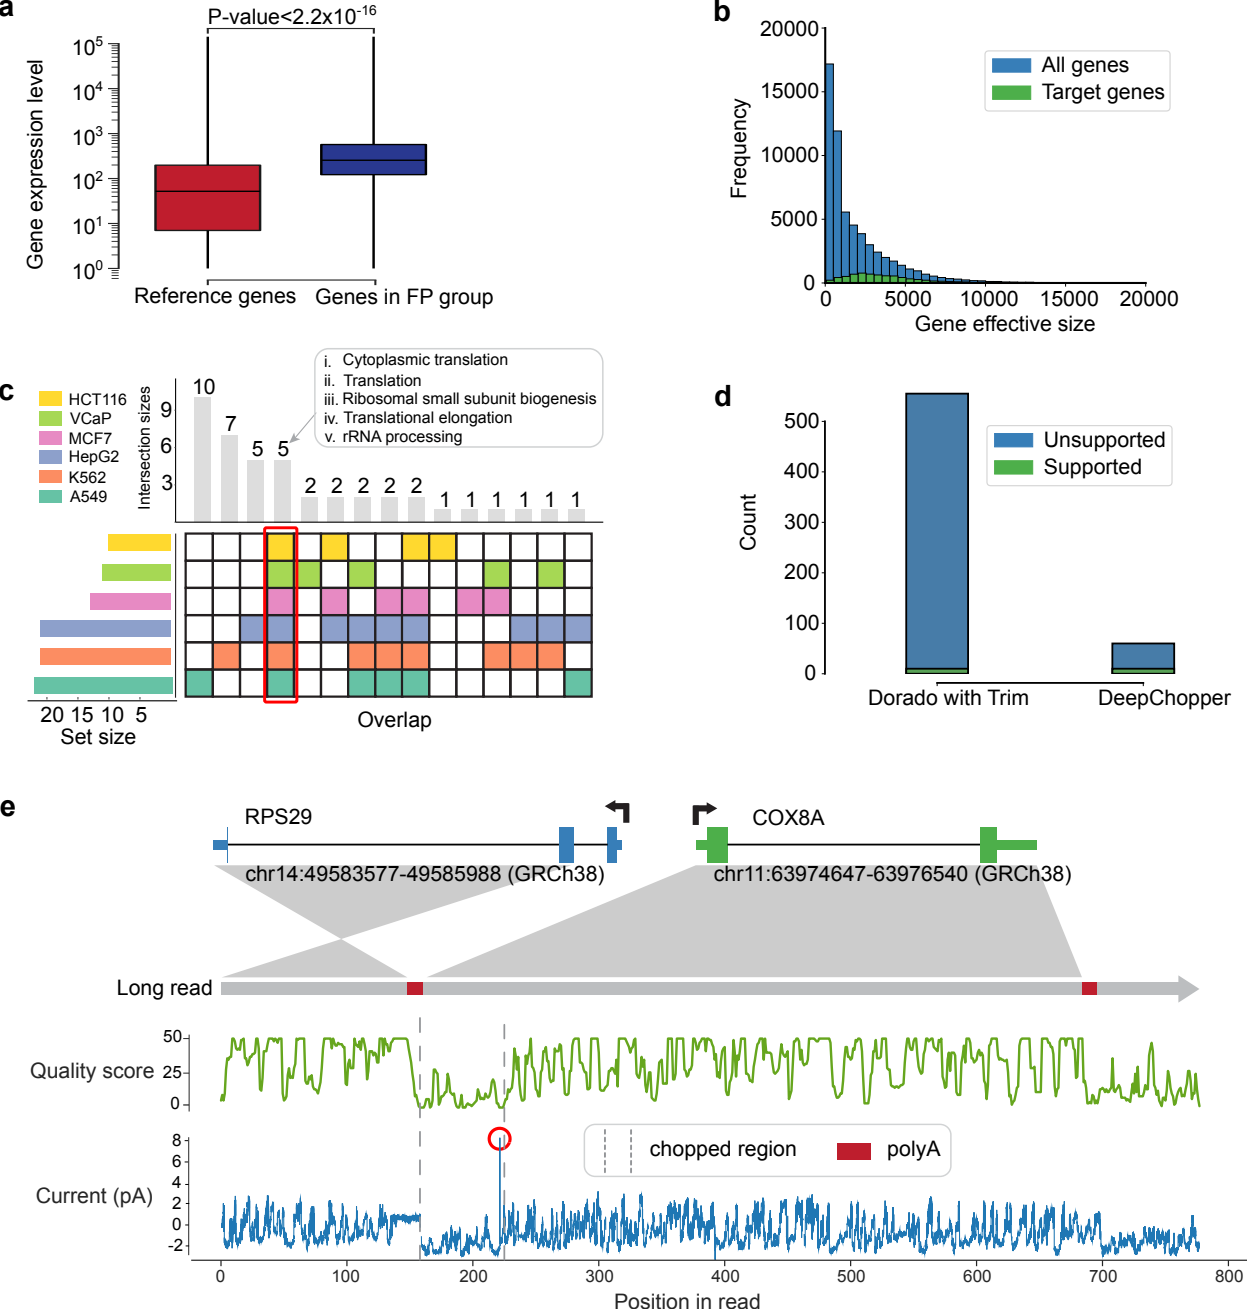 a
P-value<2.2x10-16
Gene expression level
10^5
10^4
10^3
10^2
10^1
10^0
Reference genes
Genes in FP group
b
Frequency
20000
15000
10000
5000
0
All genes
Target genes
0 5000 10000 15000 20000
Gene effective size
c
HCT116
VCaP
MCF7
HepG2
K562
A549
Intersection sizes
9
6
3
10 7 5 5 2 2 2 2 2 1 1 1 1 1 1
i. Cytoplasmic translation
ii. Translation
iii. Ribosomal small subunit biogenesis
iv. Translational elongation
v. rRNA processing
20 15 10 5
Set size
Overlap
d
Count
500
400
300
200
100
0
Unsupported
Supported
Dorado with Trim
DeepChopper
e
RPS29
COX8A
chr14:49583577-49585988 (GRCh38)
chr11:63974647-63976540 (GRCh38)
Long read
Quality score
50
25
0
Current (pA)
8
6
4
2
0
-2
chopped region
polyA
0 100 200 300 400 500 600 700 800
Position in read